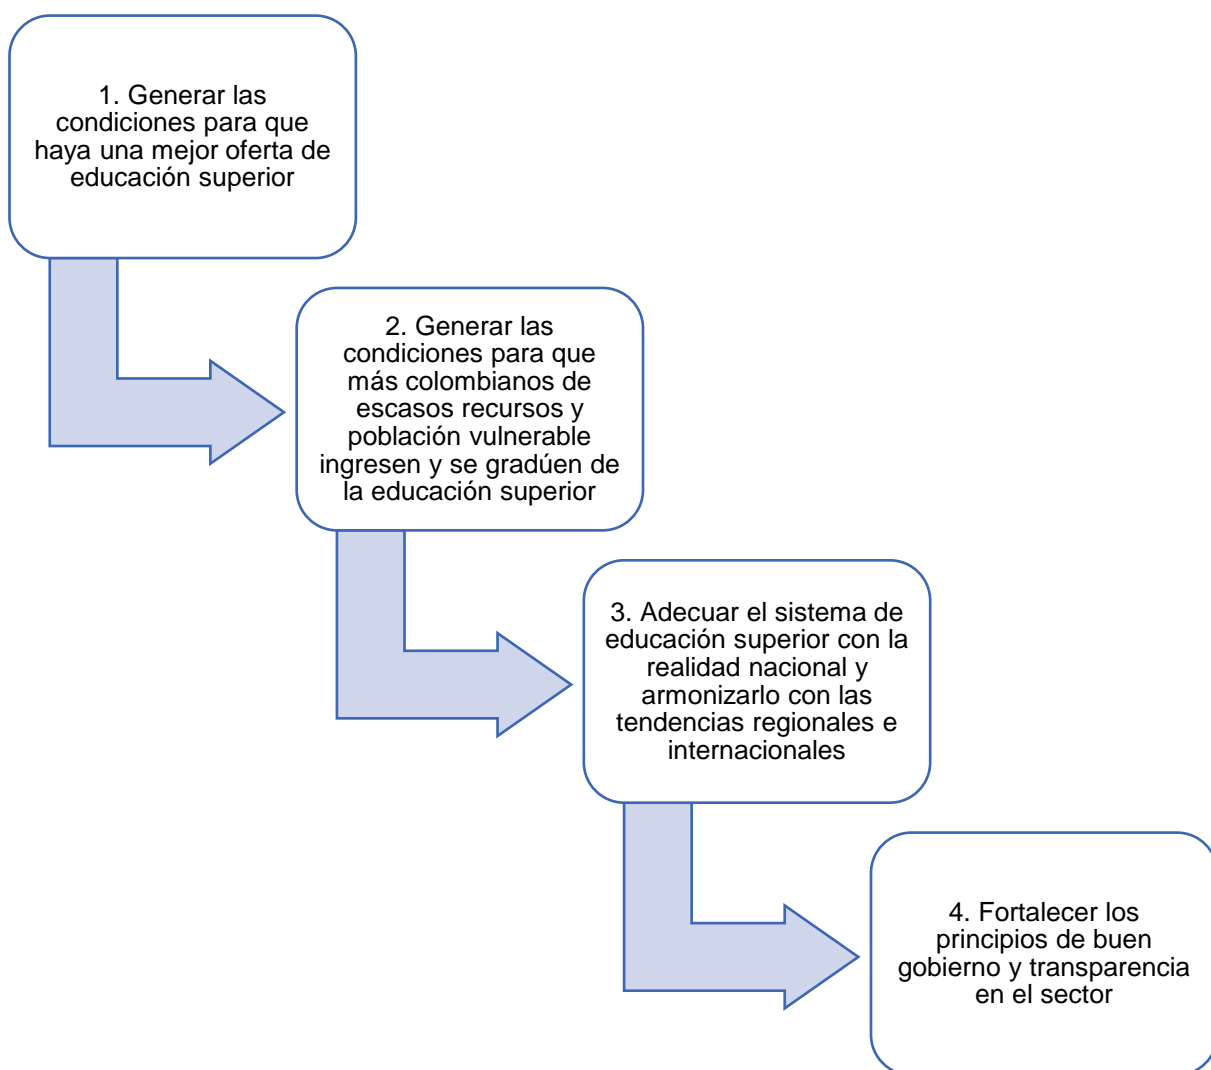 1. Generar las
condiciones para que
haya una mejor oferta de
educación superior
2. Generar las
condiciones para que
más colombianos de
escasos recursos y
población vulnerable
ingresen y se gradúen de
la educación superior
3. Adecuar el sistema de
educación superior con la
realidad nacional y
armonizarlo con las
tendencias regionales e
internacionales
4. Fortalecer los
principios de buen
gobierno y transparencia
en el sector